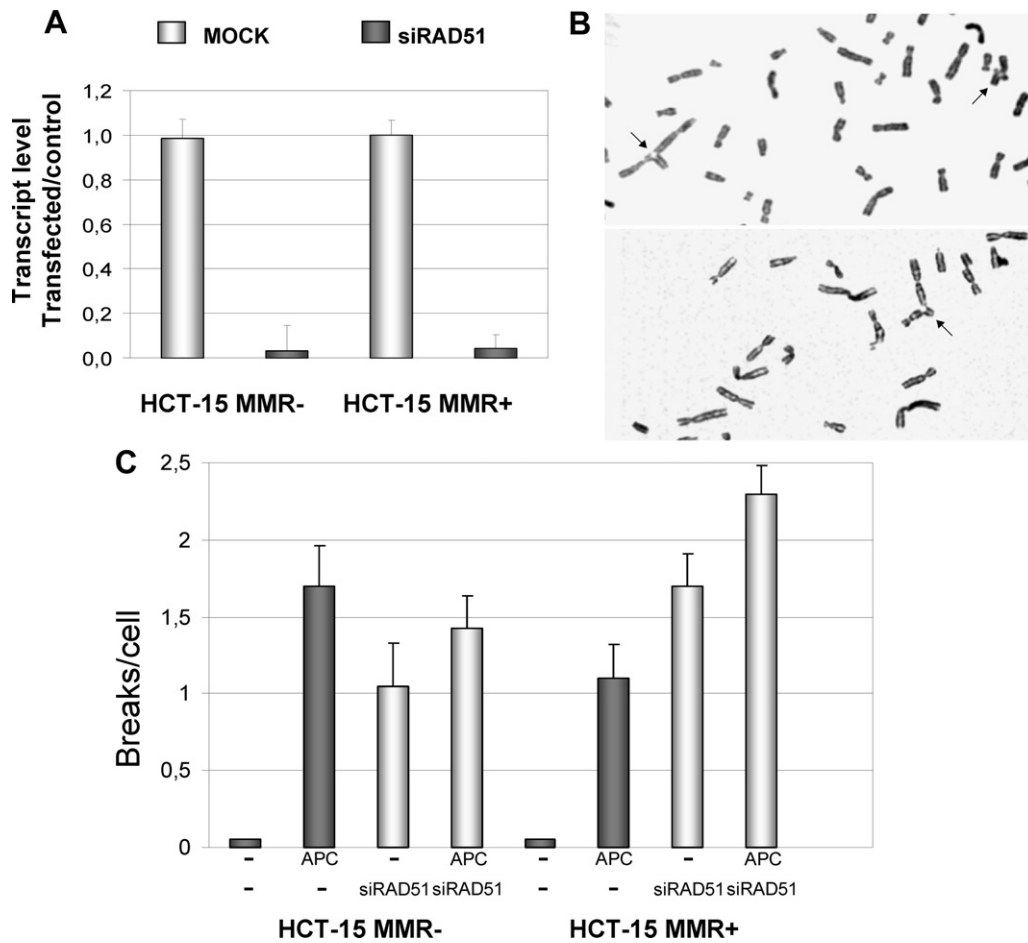 MOCK
siRAD51
A
B
Transcript level
Transfected/control
1,2
1,0
0,8
0,6
0,4
0,2
0,0
HCT-15 MMR- HCT-15 MMR+
C
Breaks/cell
2,5
2
1,5
1
0,5
0
- APC - APC - APC - APC
- - siRAD51 siRAD51 - - siRAD51 siRAD51
HCT-15 MMR- HCT-15 MMR+